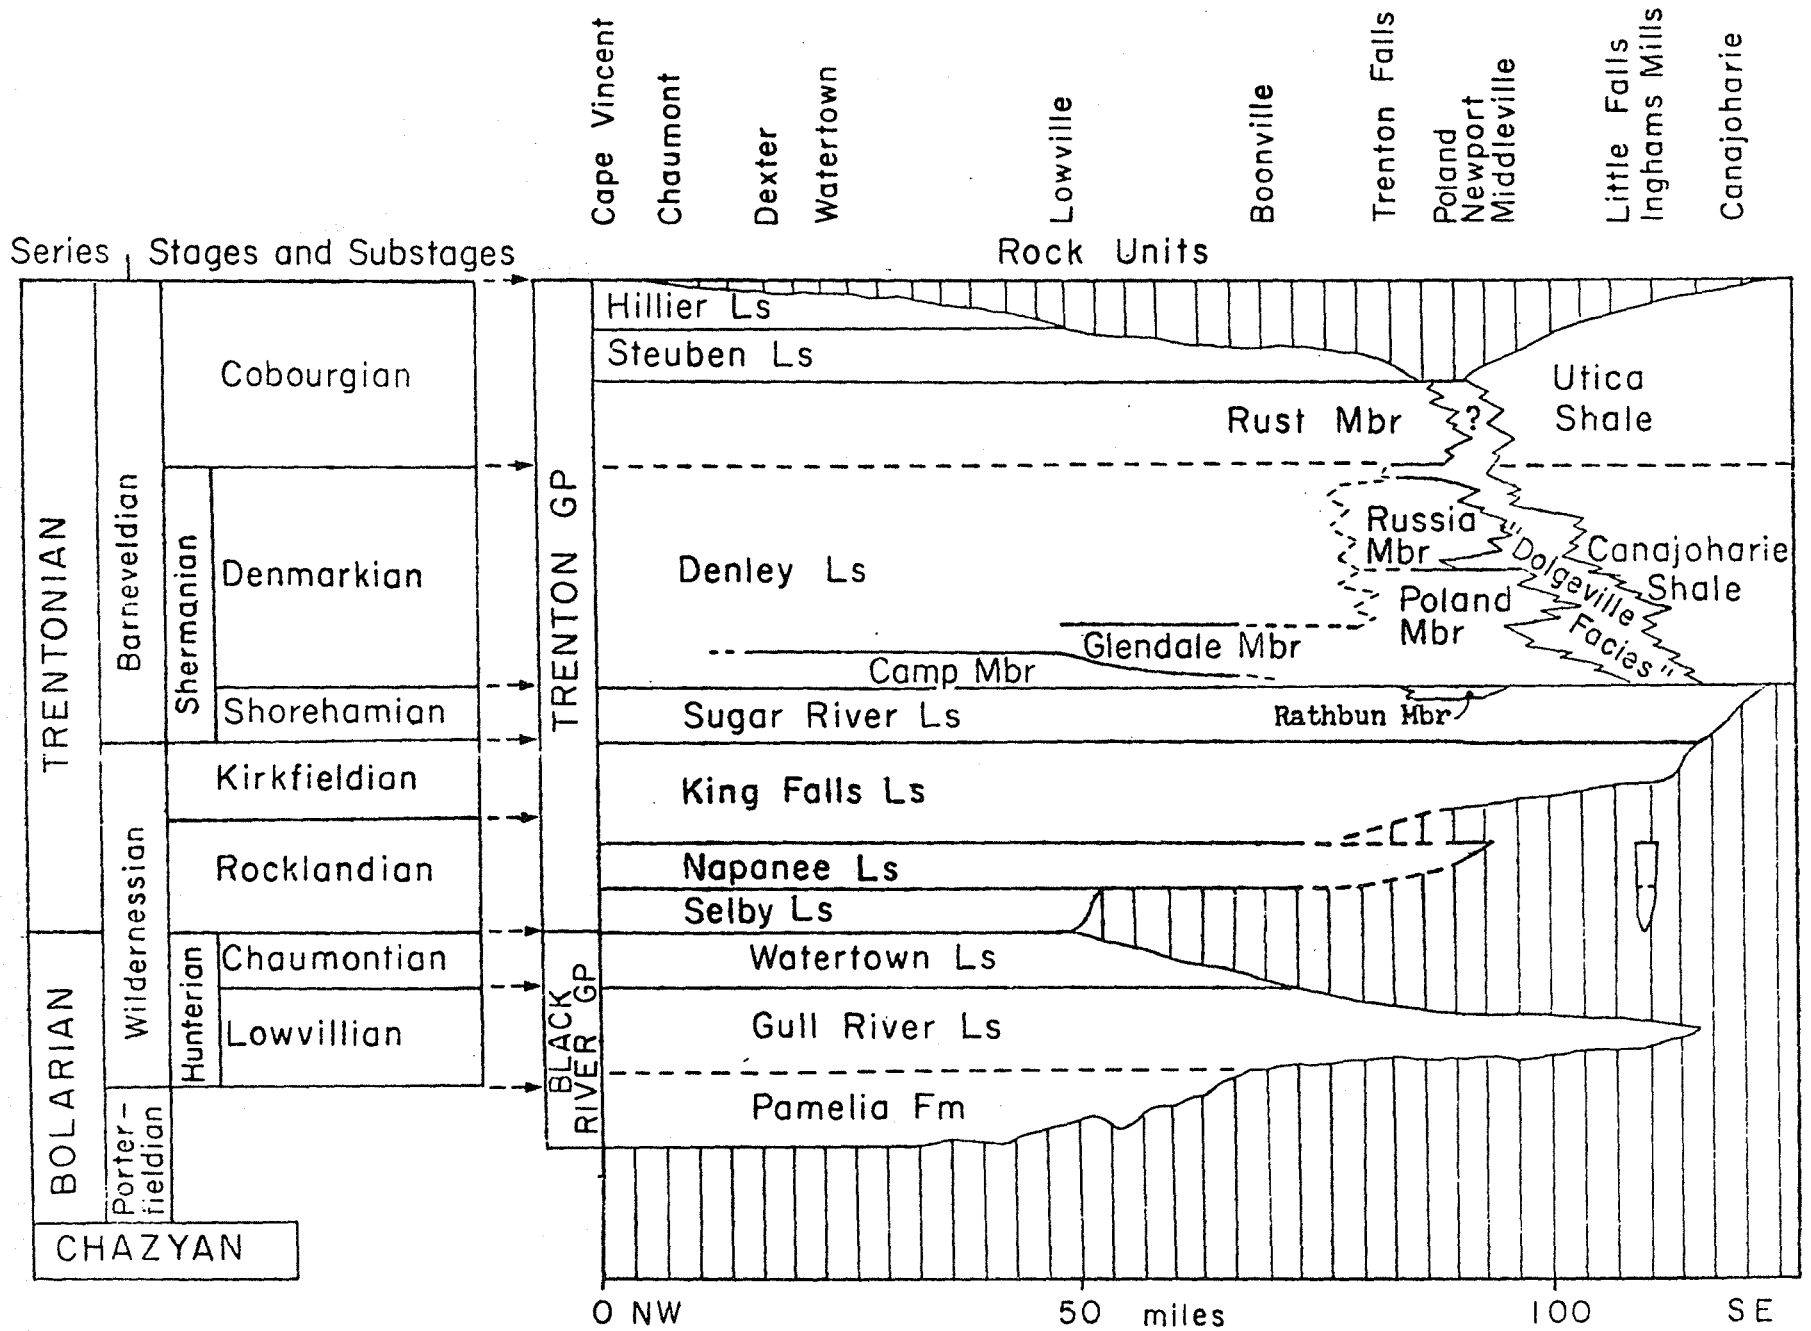 Cape Vincent
Chaumont
Dexter
Watertown
Lowville
Boonville
Trenton Falls
Poland
Newport
Middleville
Little Falls
Inghams Mills
Canajoharie
Series
Stages and Substages
Rock Units
TRENTONIAN
BOLARIAN
CHAZYAN
Barneveldian
Wildernessian
Porter-
fieldian
Shermanian
Hunterian
Cobourgian
Denmarkian
Shorehamian
Kirkfieldian
Rocklandian
Chaumontian
Lowvillian
TRENTON GP
BLACK
RIVER GP
Hillier Ls
Steuben Ls
Rust Mbr
?
Utica
Shale
Denley Ls
Russia
Mbr
Poland
Mbr
"Dolgeville
Facies"
Canajoharie
Shale
Glendale Mbr
Camp Mbr
Sugar River Ls
Rathbun Mbr
King Falls Ls
Napanee Ls
Selby Ls
Watertown Ls
Gull River Ls
Pamelia Fm
0 NW
50
miles
100
SE